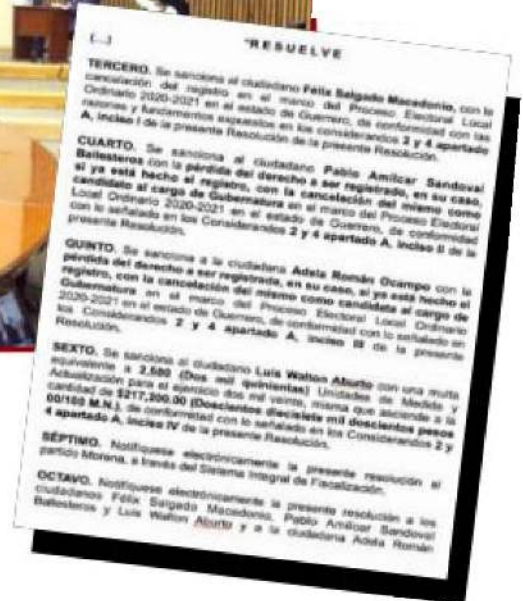 [...] "RESUELVE
TERCERO. Se sanciona al ciudadano Félix Salgado Macedonio, con la
cancelación del registro en el marco del Proceso Electoral Local
Ordinario 2020-2021 en el estado de Guerrero, de conformidad con las
razones y fundamentos expuestos en los considerandos 2 y 4 apartado
A, inciso I de la presente Resolución de la presente Resolución.
CUARTO. Se sanciona al ciudadano Pablo Amílcar Sandoval
Ballesteros con la pérdida del derecho a ser registrado, en su caso,
si ya está hecho el registro, con la cancelación del mismo como
candidato al cargo de Gubernatura en el marco del Proceso Electoral
Local Ordinario 2020-2021 en el estado de Guerrero, de conformidad
con lo señalado en los Considerandos 2 y 4 apartado A, inciso II de la
presente Resolución.
QUINTO. Se sanciona a la ciudadana Adela Román Ocampo con la
pérdida del derecho a ser registrada, en su caso, si ya está hecho el
registro, con la cancelación del mismo como candidata al cargo de
Gubernatura en el marco del Proceso Electoral Local Ordinario
2020-2021 en el estado de Guerrero, de conformidad con lo señalado en
los Considerandos 2 y 4 apartado A, inciso III de la presente
Resolución.
SEXTO. Se sanciona al ciudadano Luis Walton Aburto con una multa
equivalente a 2,500 (Dos mil quinientas) Unidades de Medida y
Actualización para el ejercicio dos mil veinte, misma que asciende a la
cantidad de $217,200.00 (Doscientos diecisiete mil doscientos pesos
00/100 M.N.), de conformidad con lo señalado en los Considerandos 2 y
4 apartado A, inciso IV de la presente Resolución.
SÉPTIMO. Notifíquese electrónicamente la presente resolución al
partido Morena, a través del Sistema Integral de Fiscalización.
OCTAVO. Notifíquese electrónicamente la presente resolución a los
ciudadanos Félix Salgado Macedonio, Pablo Amílcar Sandoval
Ballesteros y Luis Walton Aburto y a la ciudadana Adela Román